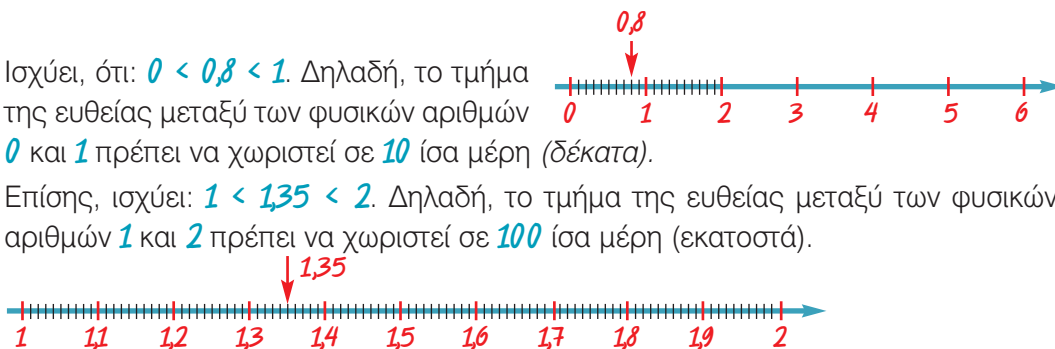 0,8
Ισχύει, ότι: 0 < 0,8 < 1. Δηλαδή, το τμήμα
της ευθείας μεταξύ των φυσικών αριθμών
0 1 2 3 4 5 6
0 και 1 πρέπει να χωριστεί σε 10 ίσα μέρη (δέκατα).
Επίσης, ισχύει: 1 < 1,35 < 2. Δηλαδή, το τμήμα της ευθείας μεταξύ των φυσικών
αριθμών 1 και 2 πρέπει να χωριστεί σε 100 ίσα μέρη (εκατοστά).
1,35
1 1,1 1,2 1,3 1,4 1,5 1,6 1,7 1,8 1,9 2